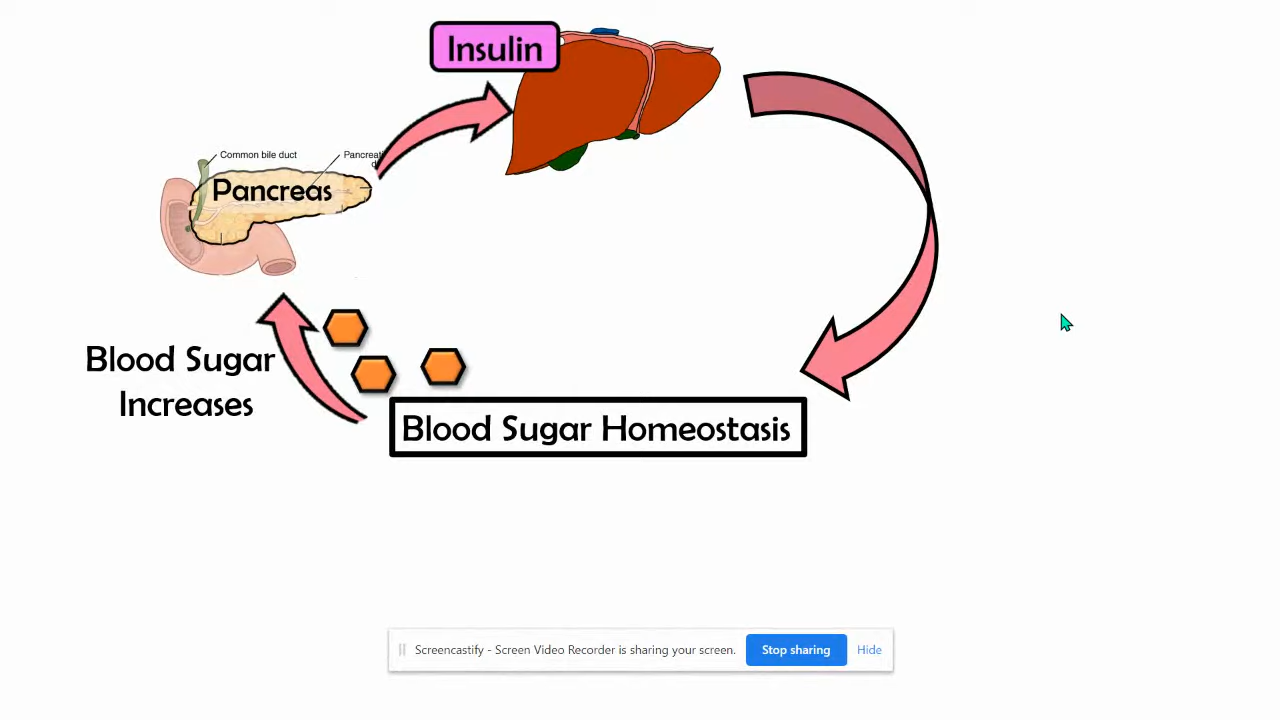 Insulin
Common bile duct
Pancreas
Blood Sugar
Increases
Blood Sugar Homeostasis
Screencastify - Screen Video Recorder is sharing your screen.
Stop sharing
Hide